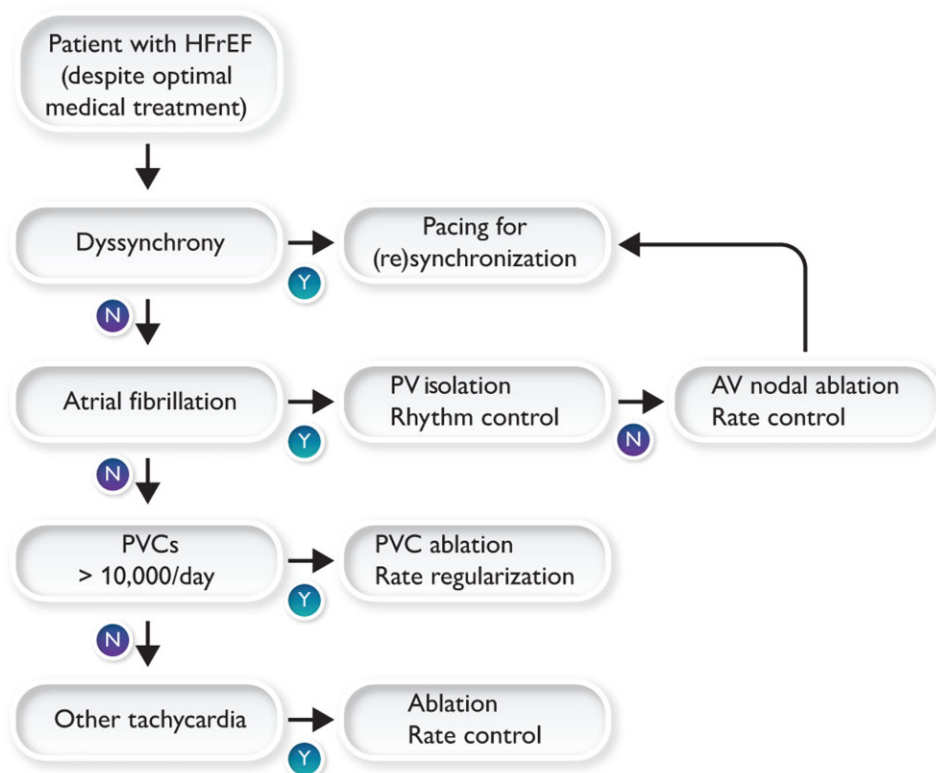 Patient with HFrEF
(despite optimal
medical treatment)
Dyssynchrony
Y
Pacing for
(re)synchronization
N
Atrial fibrillation
Y
PV isolation
Rhythm control
N
AV nodal ablation
Rate control
N
PVCs
> 10,000/day
Y
PVC ablation
Rate regularization
N
Other tachycardia
Y
Ablation
Rate control